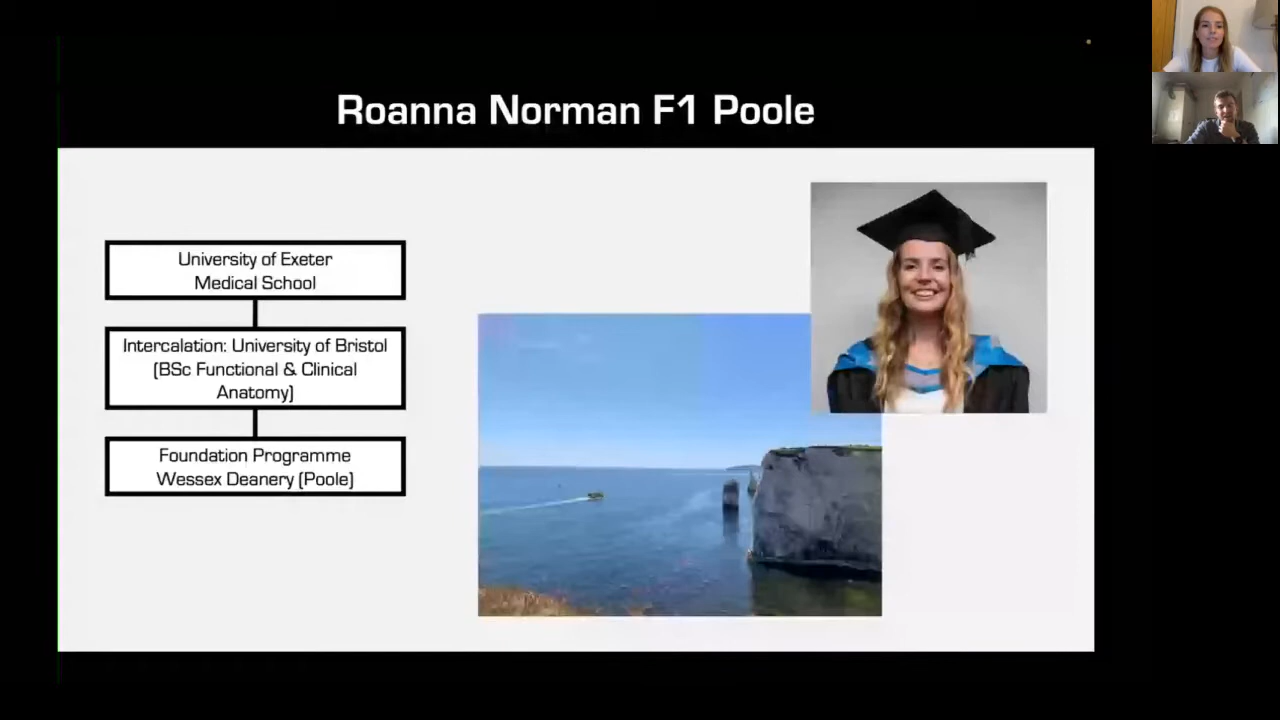 Roanna Norman F1 Poole
University of Exeter
Medical School
Intercalation: University of Bristol
(BSc Functional & Clinical
Anatomy)
Foundation Programme
Wessex Deanery (Poole)